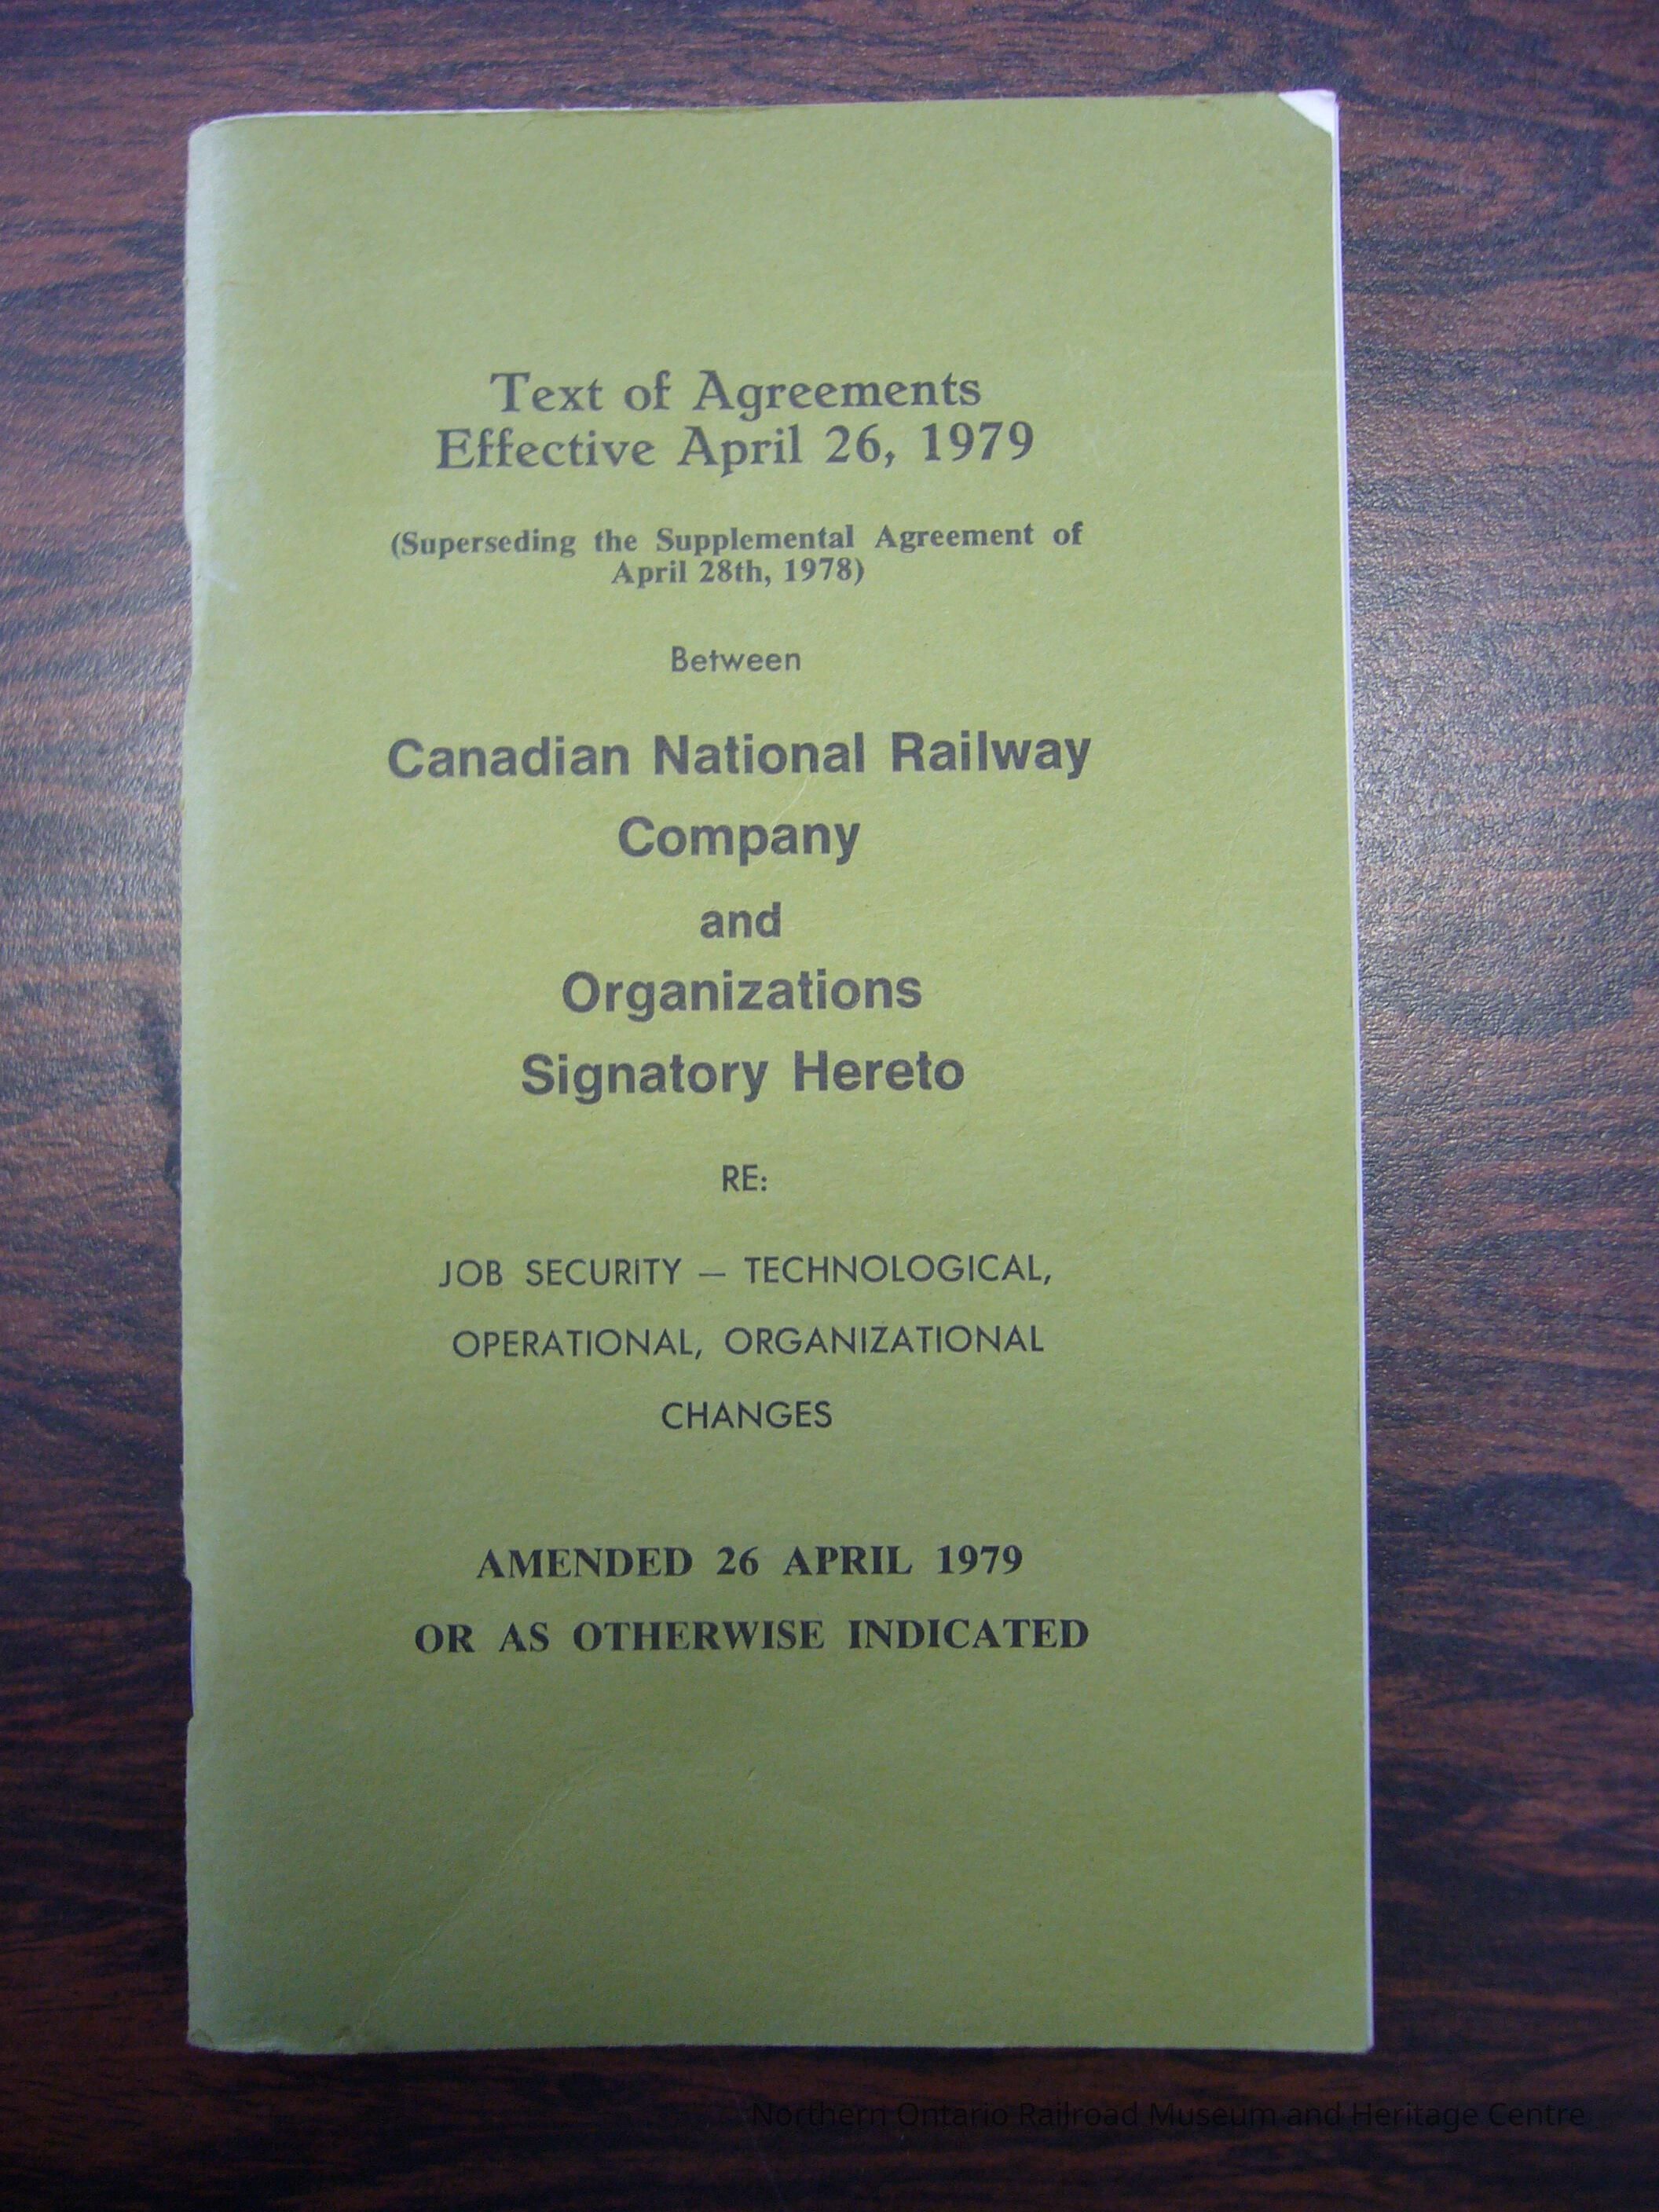 Text of Agreements
Effective April 26, 1979
(Superseding the Supplemental Agreement of
April 28th, 1978)
Between
Canadian National Railway
Company
and
Organizations
Signatory Hereto
RE:
JOB SECURITY — TECHNOLOGICAL,
OPERATIONAL, ORGANIZATIONAL
CHANGES
AMENDED 26 APRIL 1979
OR AS OTHERWISE INDICATED
Northern Ontario Railroad Museum and Heritage Centre